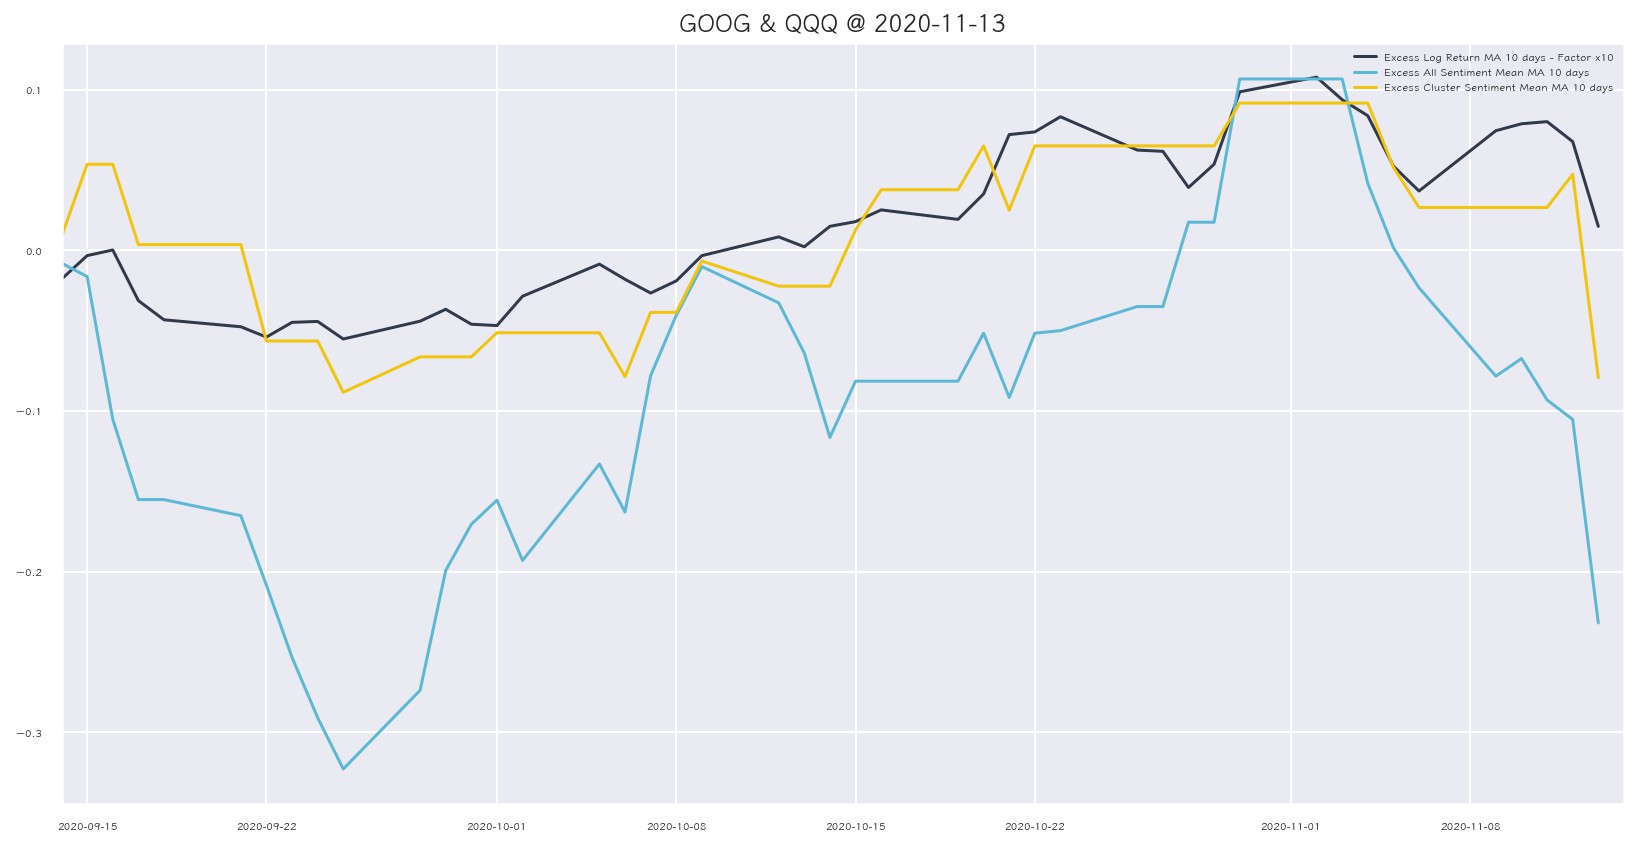 GOOG & QQQ @ 2020-11-13
Excess Log Return MA 10 days - Factor x10
Excess All Sentiment Mean MA 10 days
Excess Cluster Sentiment Mean MA 10 days
0.1
0.0
−0.1
−0.2
−0.3
2020-09-15 2020-09-22 2020-10-01 2020-10-08 2020-10-15 2020-10-22 2020-11-01 2020-11-08